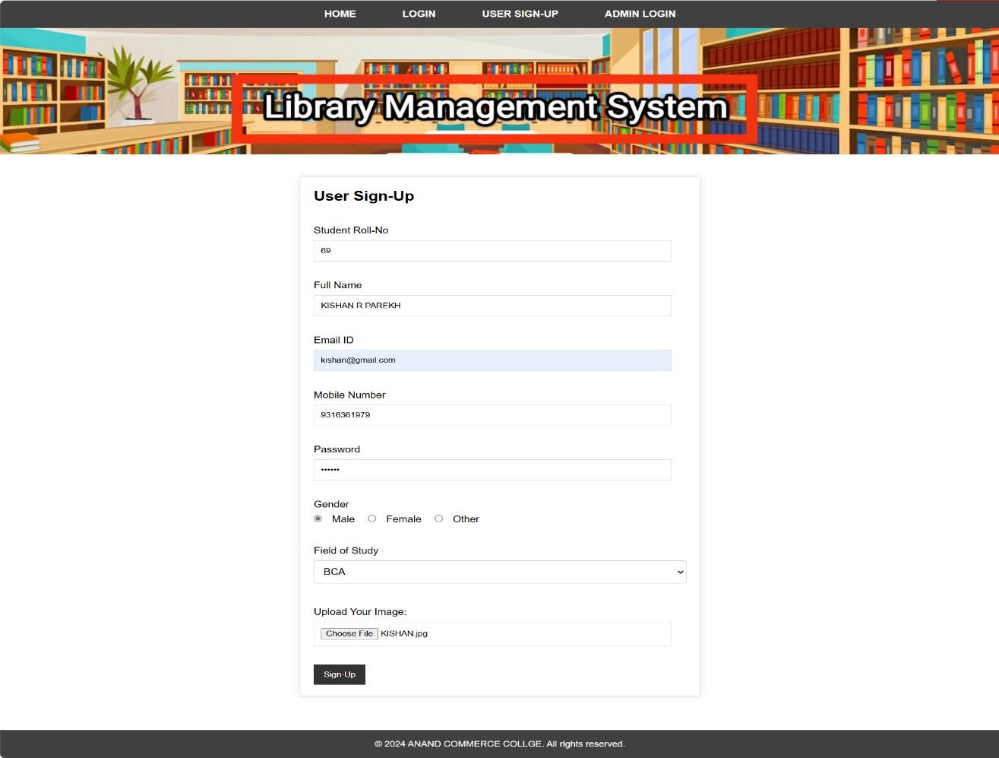 HOME LOGIN USER SIGN-UP ADMIN LOGIN
Library Management System
User Sign-Up
Student Roll-No
69
Full Name
KISHAN R PAREKH
Email ID
kishan@gmail.com
Mobile Number
9316361979
Password
••••••
Gender
Male Female Other
Field of Study
BCA
Upload Your Image:
Choose File KISHAN.jpg
Sign-Up
© 2024 ANAND COMMERCE COLLGE. All rights reserved.